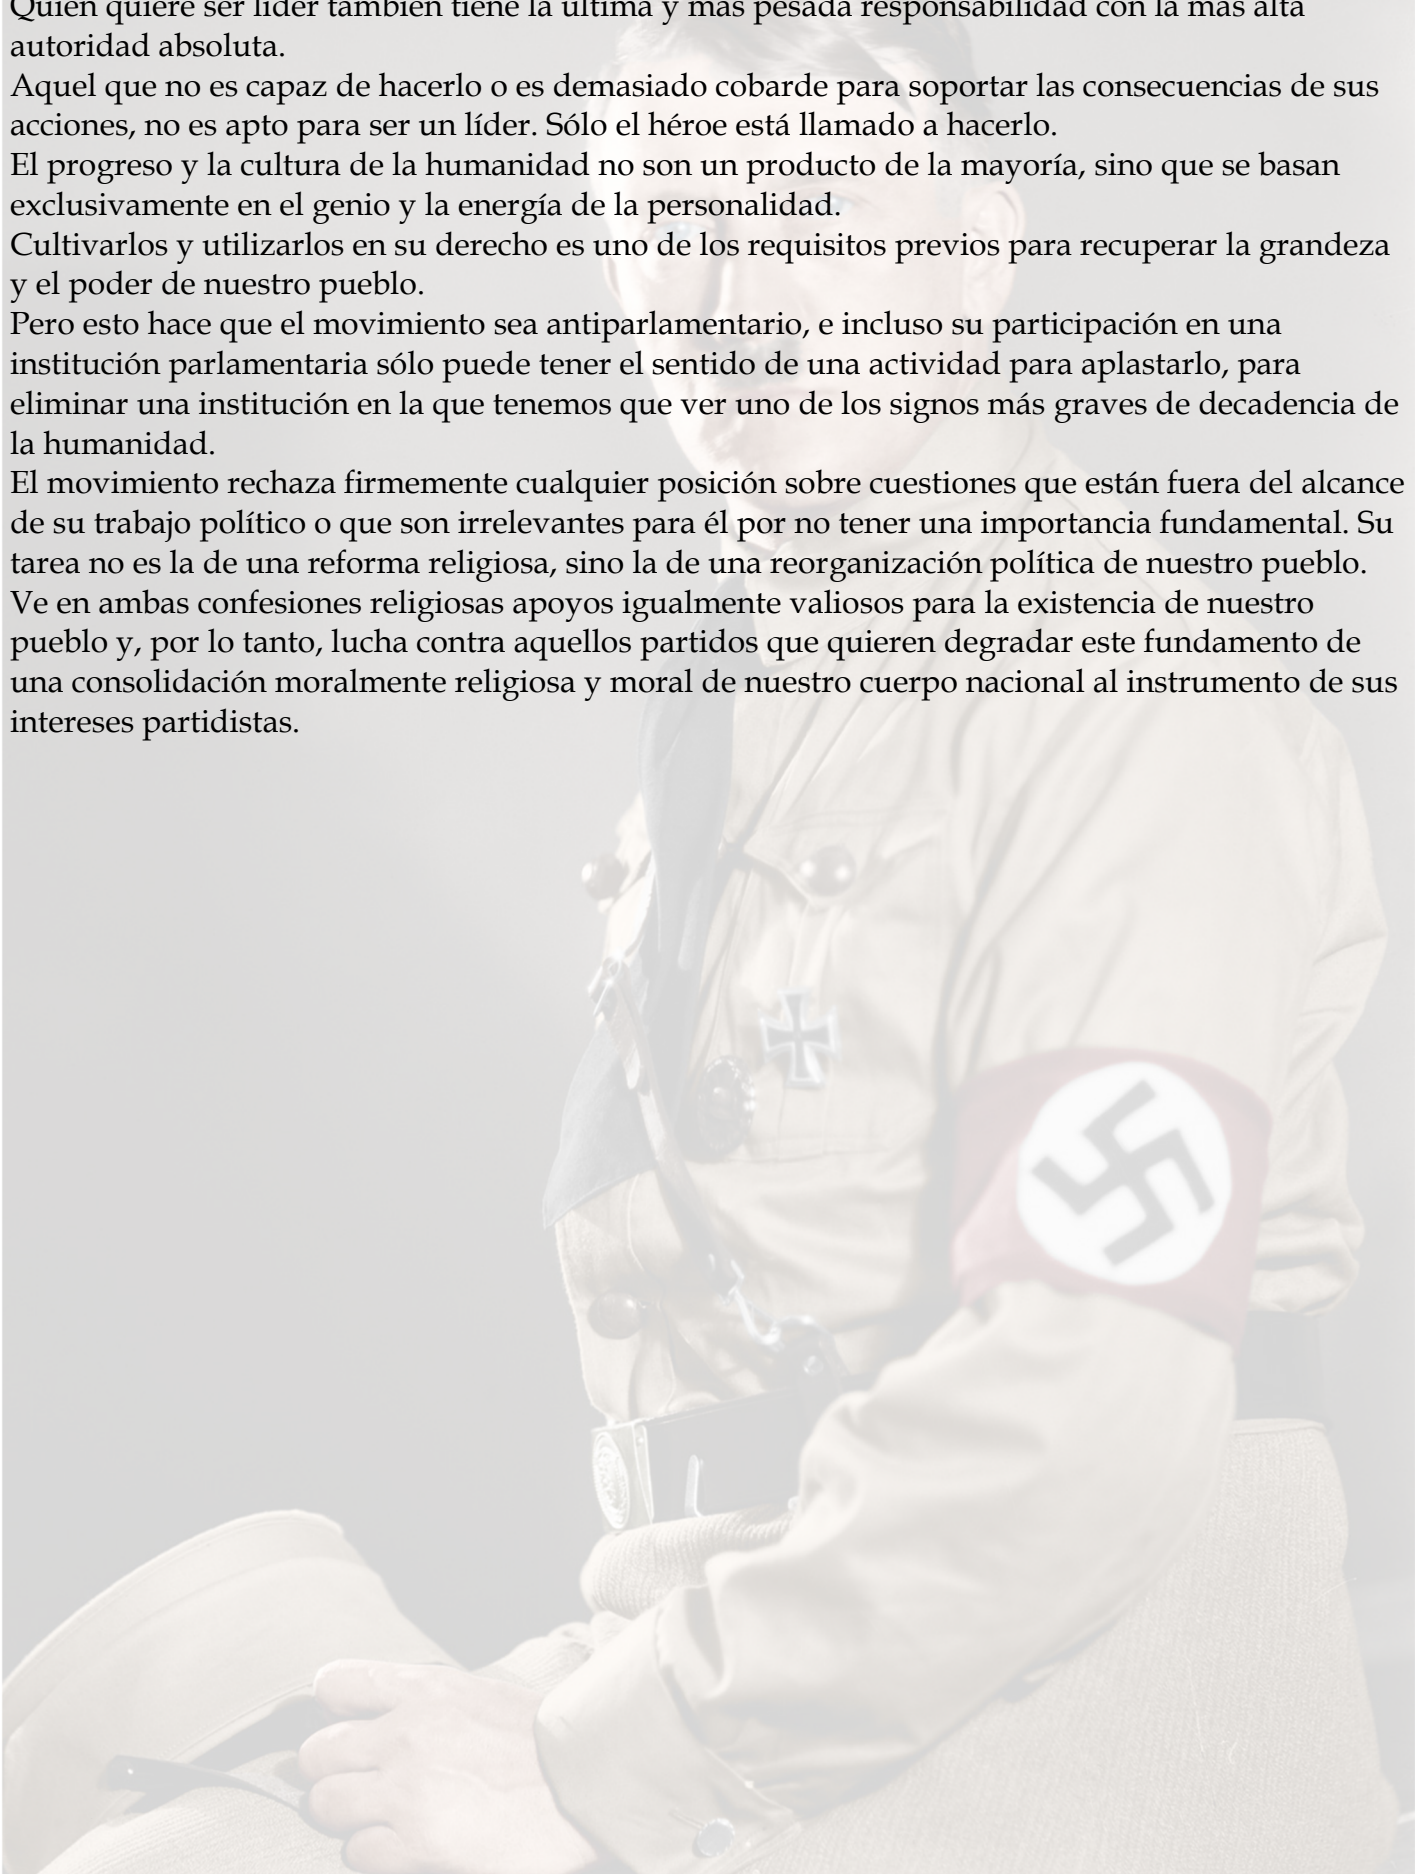 Quien quiere ser líder también tiene la última y más pesada responsabilidad con la más alta
autoridad absoluta.
Aquel que no es capaz de hacerlo o es demasiado cobarde para soportar las consecuencias de sus
acciones, no es apto para ser un líder. Sólo el héroe está llamado a hacerlo.
El progreso y la cultura de la humanidad no son un producto de la mayoría, sino que se basan
exclusivamente en el genio y la energía de la personalidad.
Cultivarlos y utilizarlos en su derecho es uno de los requisitos previos para recuperar la grandeza
y el poder de nuestro pueblo.
Pero esto hace que el movimiento sea antiparlamentario, e incluso su participación en una
institución parlamentaria sólo puede tener el sentido de una actividad para aplastarlo, para
eliminar una institución en la que tenemos que ver uno de los signos más graves de decadencia de
la humanidad.
El movimiento rechaza firmemente cualquier posición sobre cuestiones que están fuera del alcance
de su trabajo político o que son irrelevantes para él por no tener una importancia fundamental. Su
tarea no es la de una reforma religiosa, sino la de una reorganización política de nuestro pueblo.
Ve en ambas confesiones religiosas apoyos igualmente valiosos para la existencia de nuestro
pueblo y, por lo tanto, lucha contra aquellos partidos que quieren degradar este fundamento de
una consolidación moralmente religiosa y moral de nuestro cuerpo nacional al instrumento de sus
intereses partidistas.